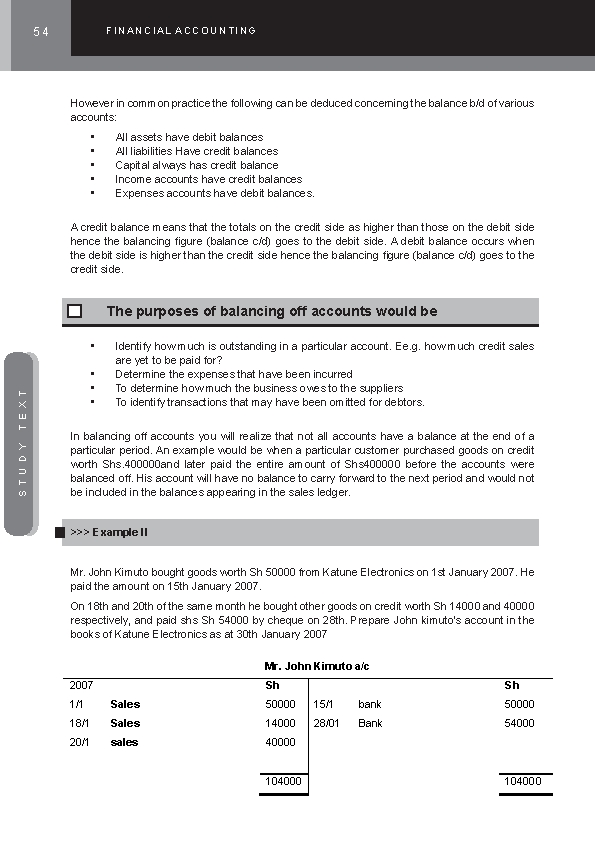 54
FINANCIAL ACCOUNTING
However in common practice the following can be deduced concerning the balance b/d of various
accounts:
• All assets have debit balances
• All liabilities Have credit balances
• Capital always has credit balance
• Income accounts have credit balances
• Expenses accounts have debit balances.
A credit balance means that the totals on the credit side as higher than those on the debit side
hence the balancing figure (balance c/d) goes to the debit side. A debit balance occurs when
the debit side is higher than the credit side hence the balancing figure (balance c/d) goes to the
credit side.
The purposes of balancing off accounts would be
• Identify how much is outstanding in a particular account. Ee.g. how much credit sales
are yet to be paid for?
• Determine the expenses that have been incurred
• To determine how much the business owes to the suppliers
• To identify transactions that may have been omitted for debtors.
STUDY TEXT
In balancing off accounts you will realize that not all accounts have a balance at the end of a
particular period. An example would be when a particular customer purchased goods on credit
worth Shs.400000and later paid the entire amount of Shs400000 before the accounts were
balanced off. His account will have no balance to carry forward to the next period and would not
be included in the balances appearing in the sales ledger.
>>> Example II
Mr. John Kimuto bought goods worth Sh 50000 from Katune Electronics on 1st January 2007. He
paid the amount on 15th January 2007.
On 18th and 20th of the same month he bought other goods on credit worth Sh 14000 and 40000
respectively, and paid shs Sh 54000 by cheque on 28th. Prepare John kimuto's account in the
books of Katune Electronics as at 30th January 2007
Mr. John Kimuto a/c
2007 Sh Sh
1/1 Sales 50000 15/1 bank 50000
18/1 Sales 14000 28/01 Bank 54000
20/1 sales 40000
104000 104000